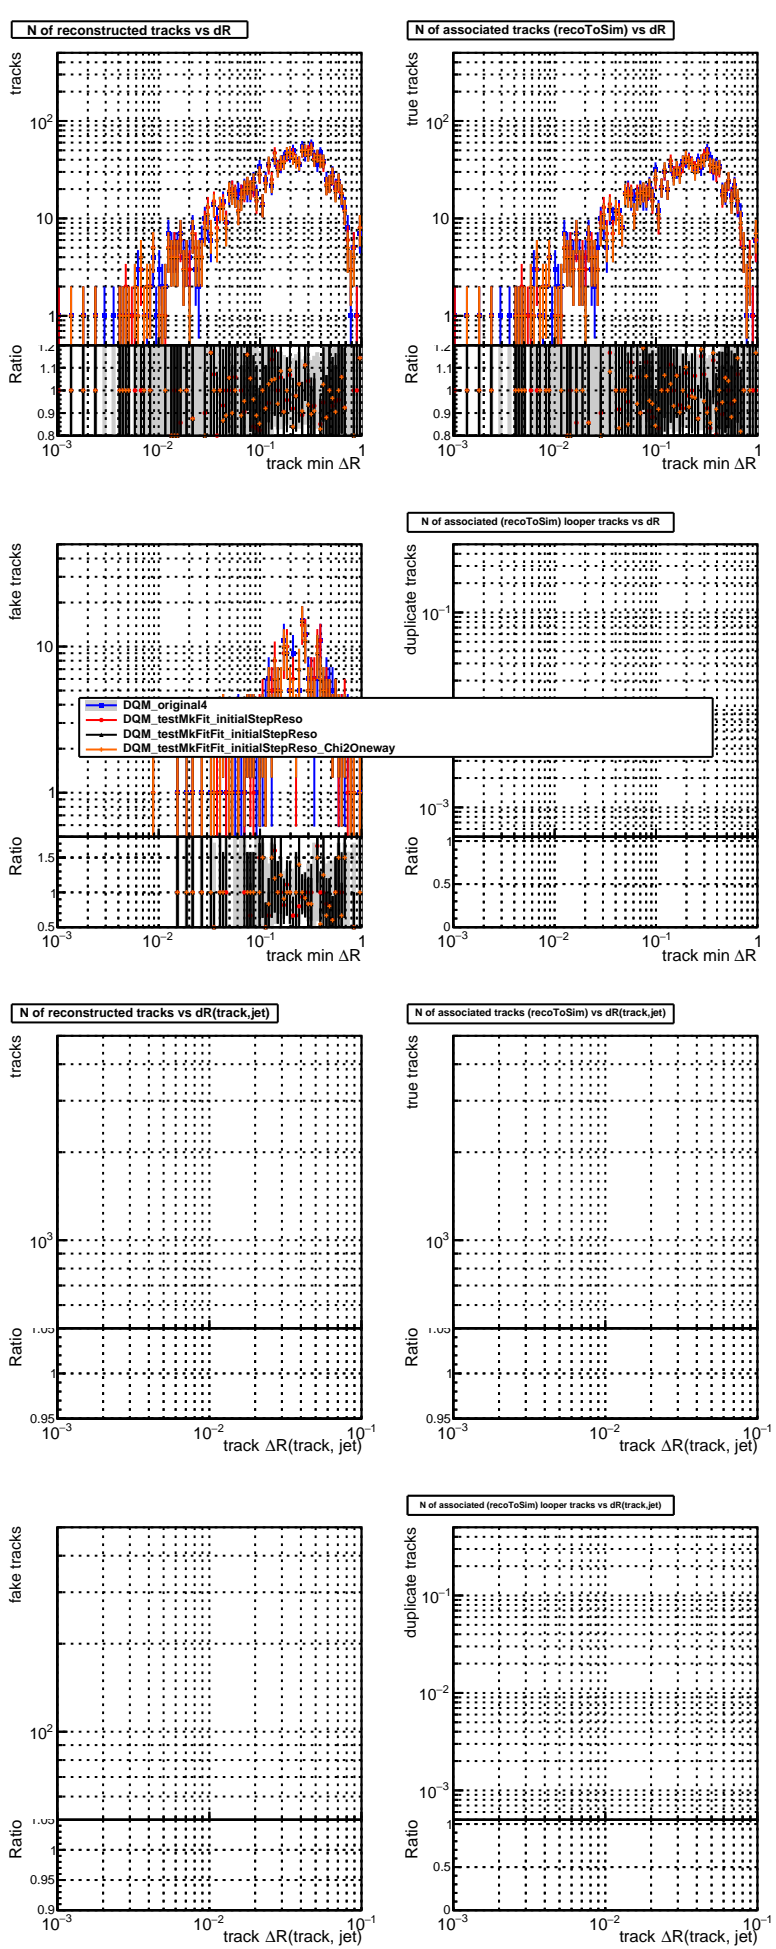 N of reconstructed tracks vs dR
N of associated tracks (recoToSim) vs dR
tracks
10²
10
1
Ratio
1.2
1.1
1
0.9
0.8
10⁻³
10⁻²
10⁻¹
1
track min ΔR
true tracks
10²
10
1
Ratio
1.2
1.1
1
0.9
0.8
10⁻³
10⁻²
10⁻¹
1
track min ΔR
N of associated (recoToSim) looper tracks vs dR
fake tracks
10
1
Ratio
1.5
1
0.5
10⁻³
10⁻²
10⁻¹
1
track min ΔR
duplicate tracks
10⁻¹
10⁻³
Ratio
1
0.5
0
10⁻³
10⁻²
10⁻¹
1
track min ΔR
DQM_original4
DQM_testMkFit_initialStepReso
DQM_testMkFitFit_initialStepReso
DQM_testMkFitFit_initialStepReso_Chi2Oneway
N of reconstructed tracks vs dR(track,jet)
N of associated tracks (recoToSim) vs dR(track,jet)
tracks
10³
Ratio
1.05
1
0.95
10⁻³
10⁻²
10⁻¹
track ΔR(track, jet)
true tracks
10³
Ratio
1.05
1
0.95
10⁻³
10⁻²
10⁻¹
track ΔR(track, jet)
N of associated (recoToSim) looper tracks vs dR(track,jet)
fake tracks
10²
Ratio
1.05
1
0.95
0.9
10⁻³
10⁻²
10⁻¹
track ΔR(track, jet)
duplicate tracks
10⁻¹
10⁻²
10⁻³
Ratio
1
0.5
0
10⁻³
10⁻²
10⁻¹
track ΔR(track, jet)